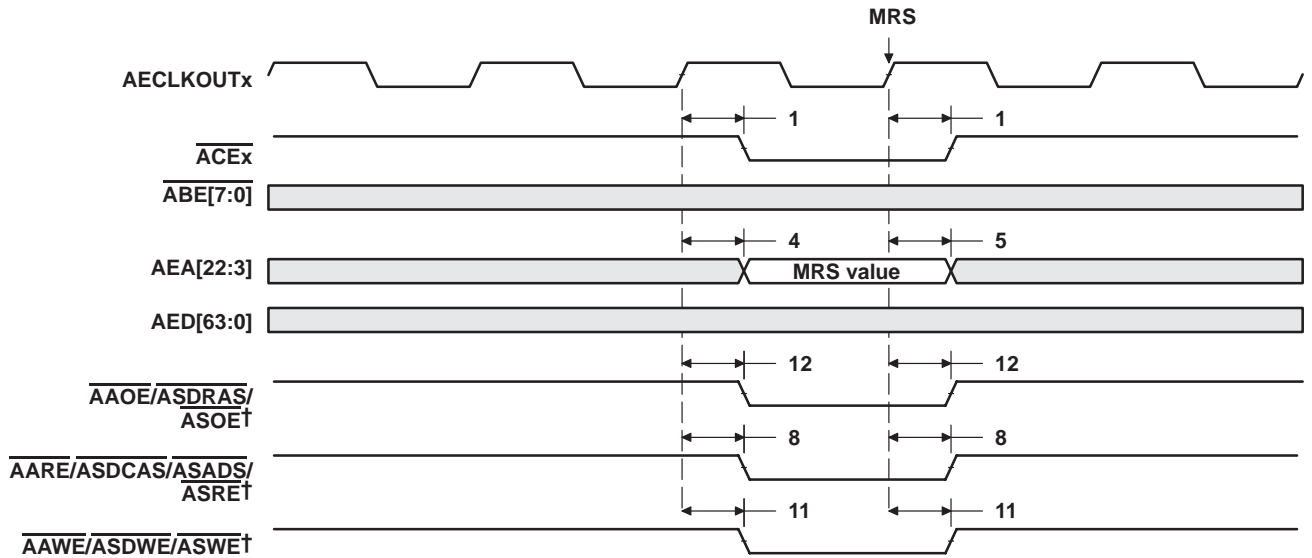 MRS
AECLKOUTx
1 1
ACEx
ABE[7:0]
4 5
AEA[22:3] MRS value
AED[63:0]
12 12
AAOE/ASDRAS/
ASOE†
8 8
AARE/ASDCAS/ASADS/
ASRE†
11 11
AAWE/ASDWE/ASWE†